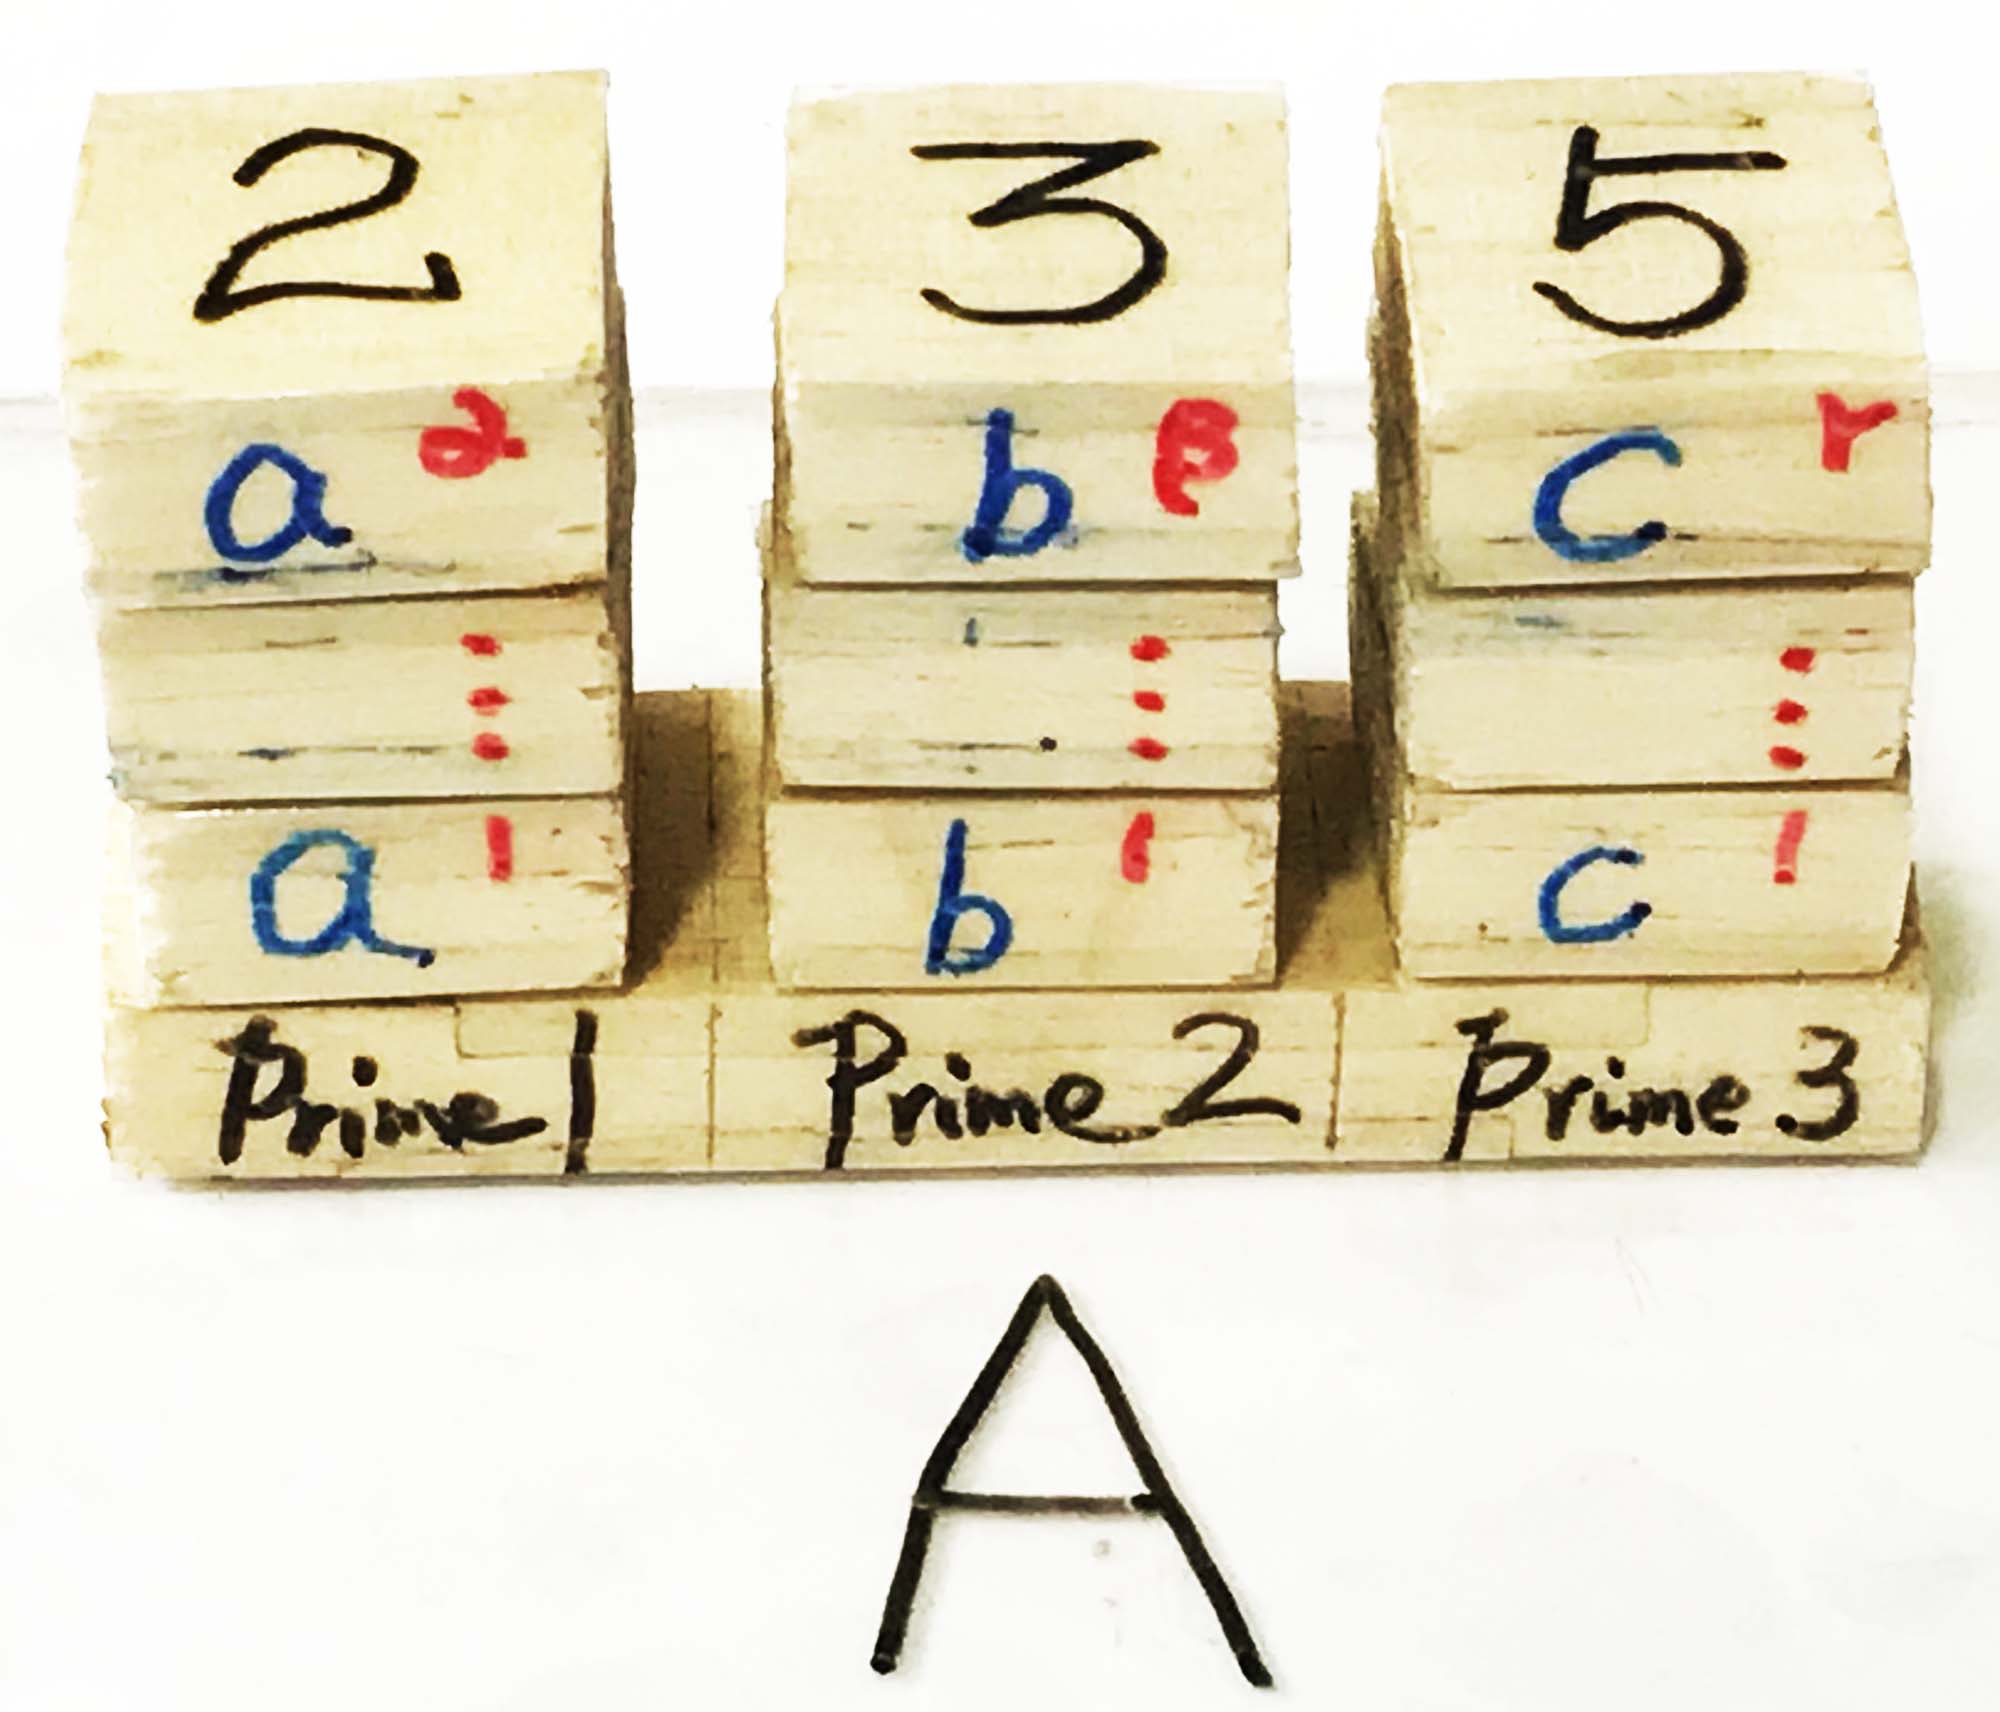 2 3 5
a α b β c r
⋮ ⋮ ⋮
a 1 b 1 c 1
Prime 1 Prime 2 Prime 3
A